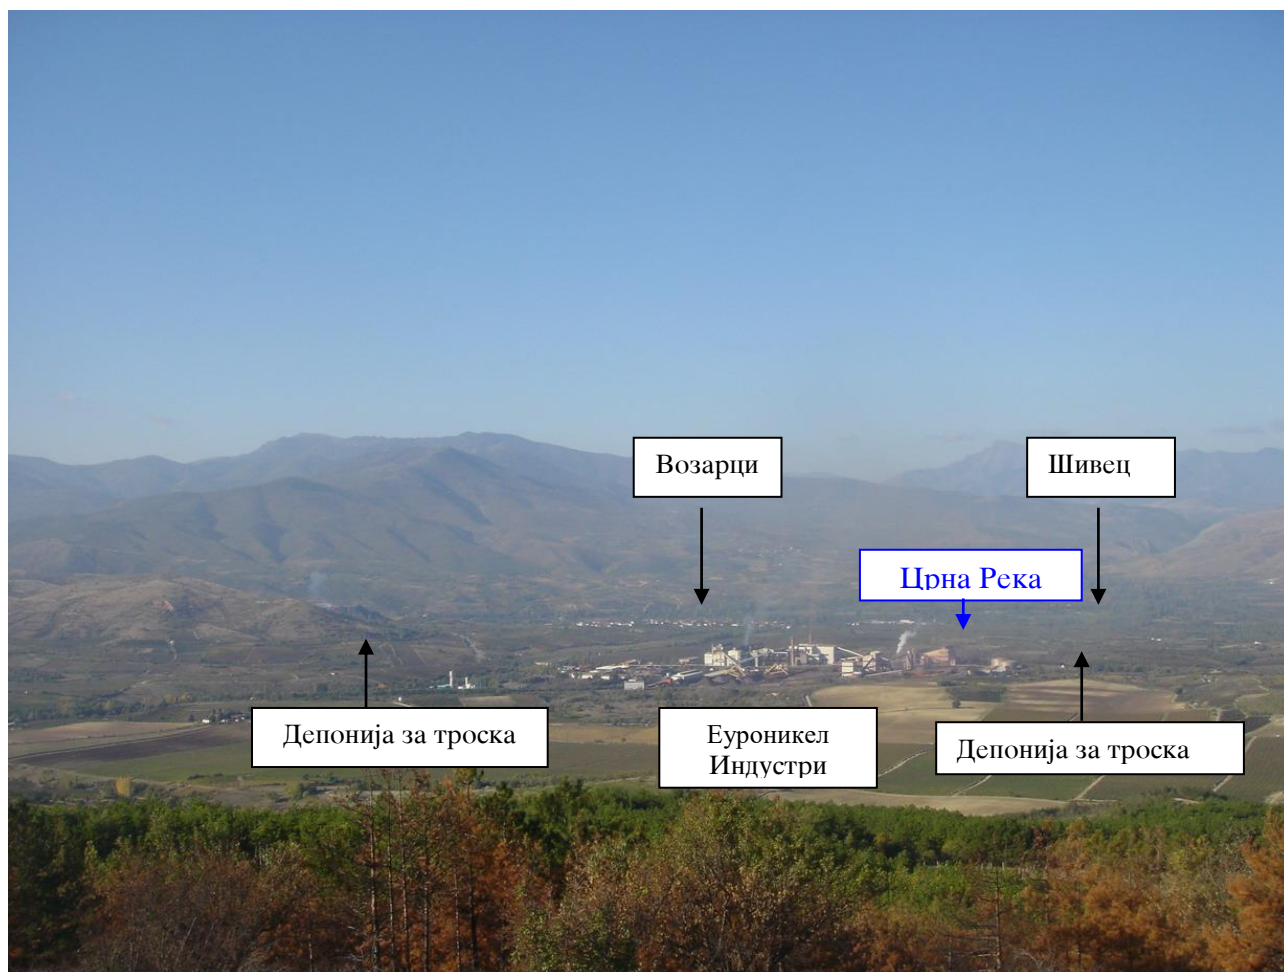 Возарци
Шивец
Црна Река
Депонија за троска
Еуроникел
Индустри
Депонија за троска